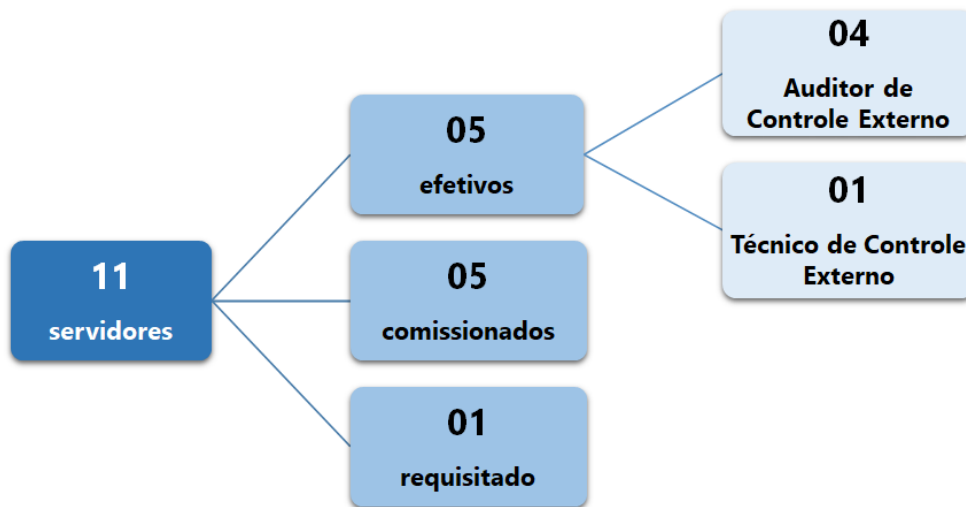 11
servidores
05
efetivos
05
comissionados
01
requisitado
04
Auditor de
Controle Externo
01
Técnico de Controle
Externo